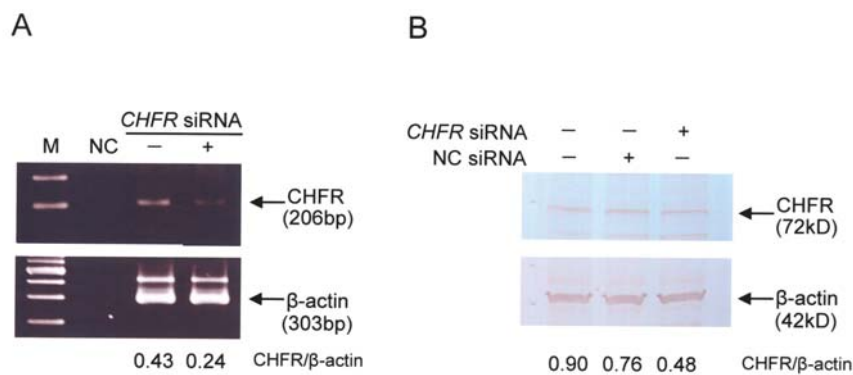 A
CHFR siRNA
M NC – +
CHFR
(206bp)
β-actin
(303bp)
0.43 0.24 CHFR/β-actin
B
CHFR siRNA – – +
NC siRNA – + –
CHFR
(72kD)
β-actin
(42kD)
0.90 0.76 0.48 CHFR/β-actin